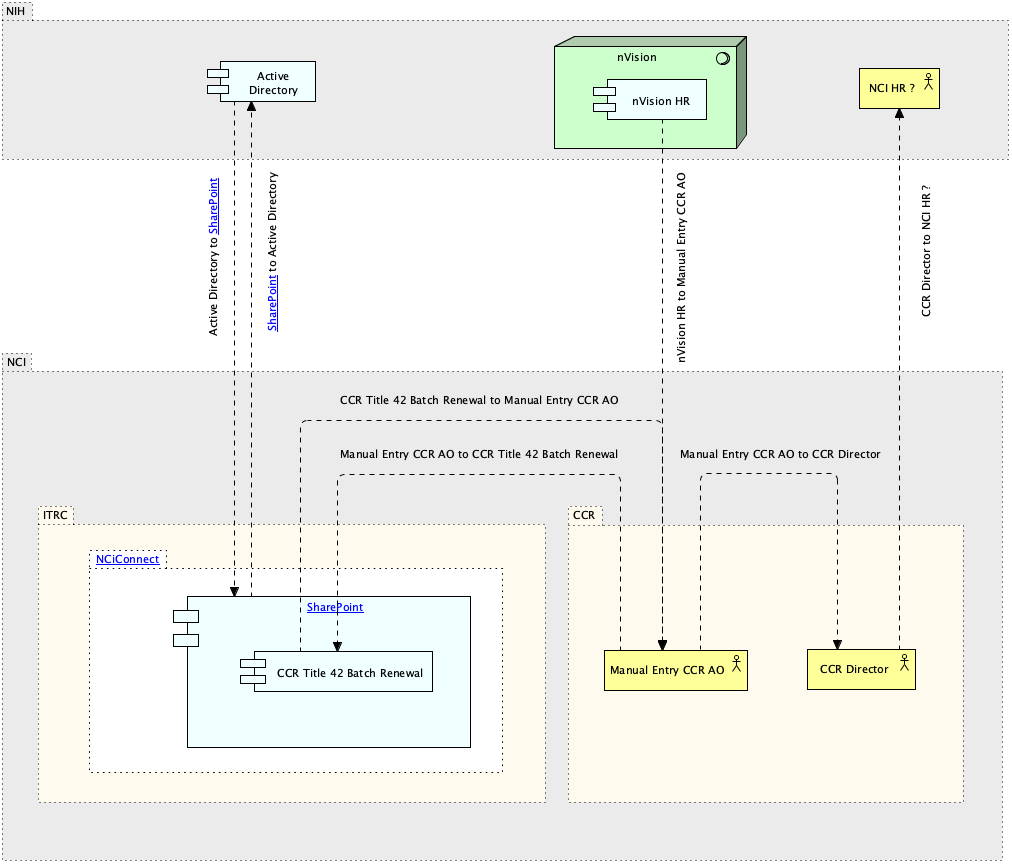 NIH
Active
Directory
nVision
nVision HR
NCI HR ?
Active Directory to SharePoint
SharePoint to Active Directory
nVision HR to Manual Entry CCR AO
CCR Director to NCI HR ?
NCI
CCR Title 42 Batch Renewal to Manual Entry CCR AO
Manual Entry CCR AO to CCR Title 42 Batch Renewal
Manual Entry CCR AO to CCR Director
ITRC
CCR
NCiConnect
SharePoint
CCR Title 42 Batch Renewal
Manual Entry CCR AO
CCR Director